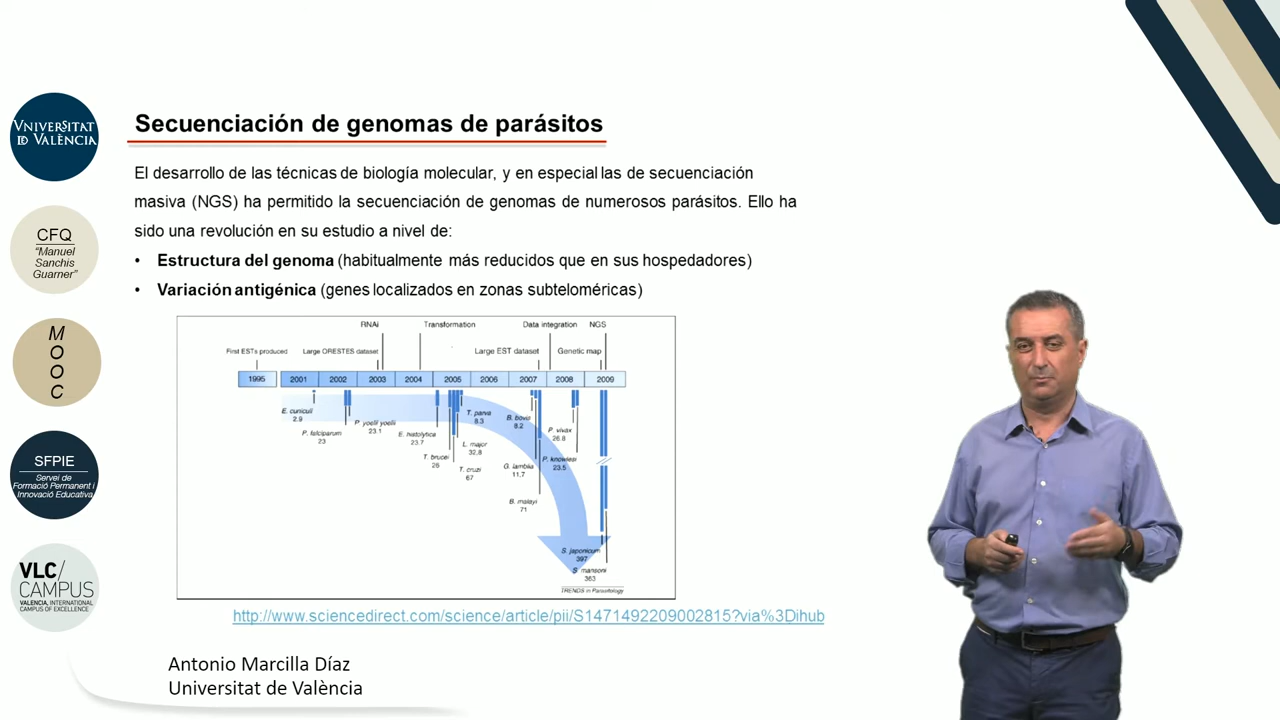 Secuenciación de genomas de parásitos
El desarrollo de las técnicas de biología molecular, y en especial las de secuenciación
masiva (NGS) ha permitido la secuenciación de genomas de numerosos parásitos. Ello ha
sido una revolución en su estudio a nivel de:
• Estructura del genoma (habitualmente más reducidos que en sus hospedadores)
• Variación antigénica (genes localizados en zonas subteloméricas)
VNIVERSITAT
ID VALÈNCIA
CFQ
"Manuel
Sanchis
Guarner"
M
O
O
C
SFPIE
Servei de
Formació Permanent i
Innovació Educativa
VLC/
CAMPUS
VALENCIA, INTERNATIONAL
CAMPUS OF EXCELLENCE
RNAi Transformation Data integration NGS
First ESTs produced Large ORESTES dataset Large EST dataset Genetic map
1995 2001 2002 2003 2004 2005 2006 2007 2008 2009
E. cuniculi
2.9
P. falciparum
23
P. yoelii yoelii
23.1
E. histolytica
23.7
T. brucei
26
T. parva
8.3
L. major
32,8
T. cruzi
67
B. bovis
8.2
G. lamblia
11,7
B. malayi
71
P. vivax
26.8
P. knowlesi
23.5
S. japonicum
397
S. mansoni
363
TRENDS in Parasitology
http://www.sciencedirect.com/science/article/pii/S1471492209002815?via%3Dihub
Antonio Marcilla Díaz
Universitat de València